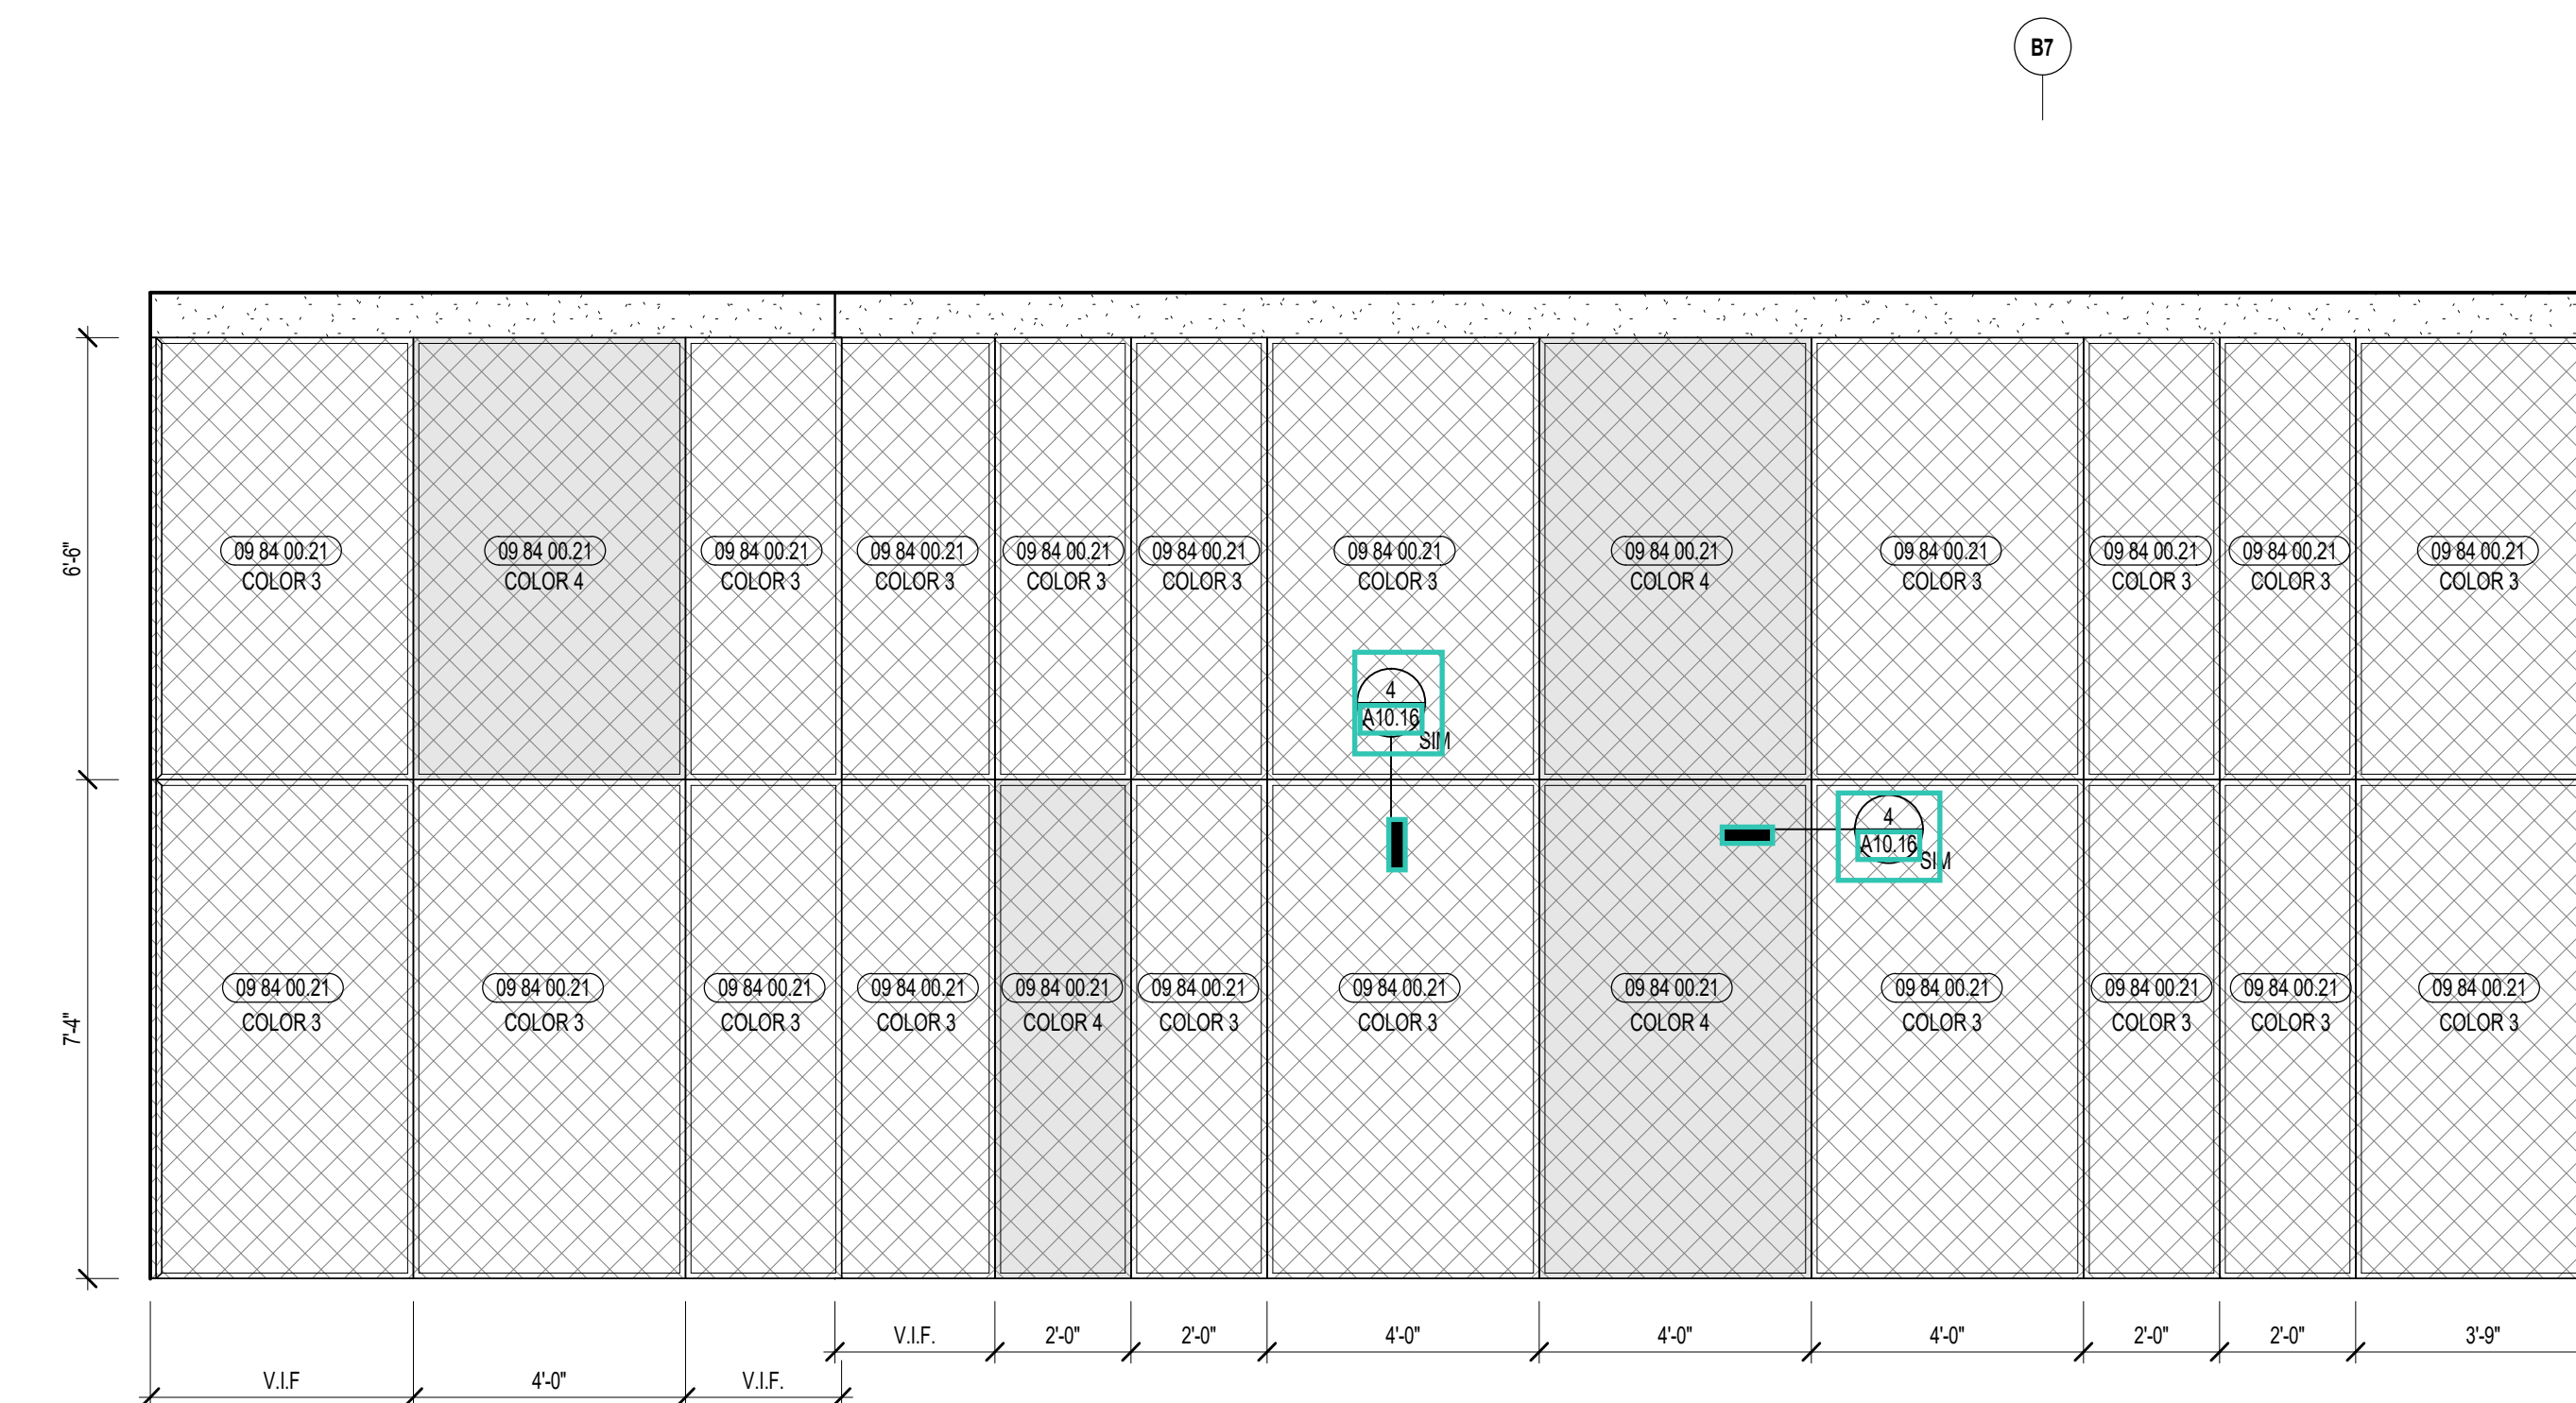 B7
6'-6"
09 84 00.21 09 84 00.21 09 84 00.21 09 84 00.21 09 84 00.21 09 84 00.21 09 84 00.21 09 84 00.21 09 84 00.21 09 84 00.21 09 84 00.21 09 84 00.21
COLOR 3 COLOR 4 COLOR 3 COLOR 3 COLOR 3 COLOR 3 COLOR 3 COLOR 4 COLOR 3 COLOR 3 COLOR 3 COLOR 3
4
A10.16
SIM
4
A10.16
SIM
7'-4"
09 84 00.21 09 84 00.21 09 84 00.21 09 84 00.21 09 84 00.21 09 84 00.21 09 84 00.21 09 84 00.21 09 84 00.21 09 84 00.21 09 84 00.21 09 84 00.21
COLOR 3 COLOR 3 COLOR 3 COLOR 3 COLOR 4 COLOR 3 COLOR 3 COLOR 4 COLOR 3 COLOR 3 COLOR 3 COLOR 3
V.I.F. 2'-0" 2'-0" 4'-0" 4'-0" 4'-0" 2'-0" 2'-0" 3'-9"
V.I.F 4'-0" V.I.F.